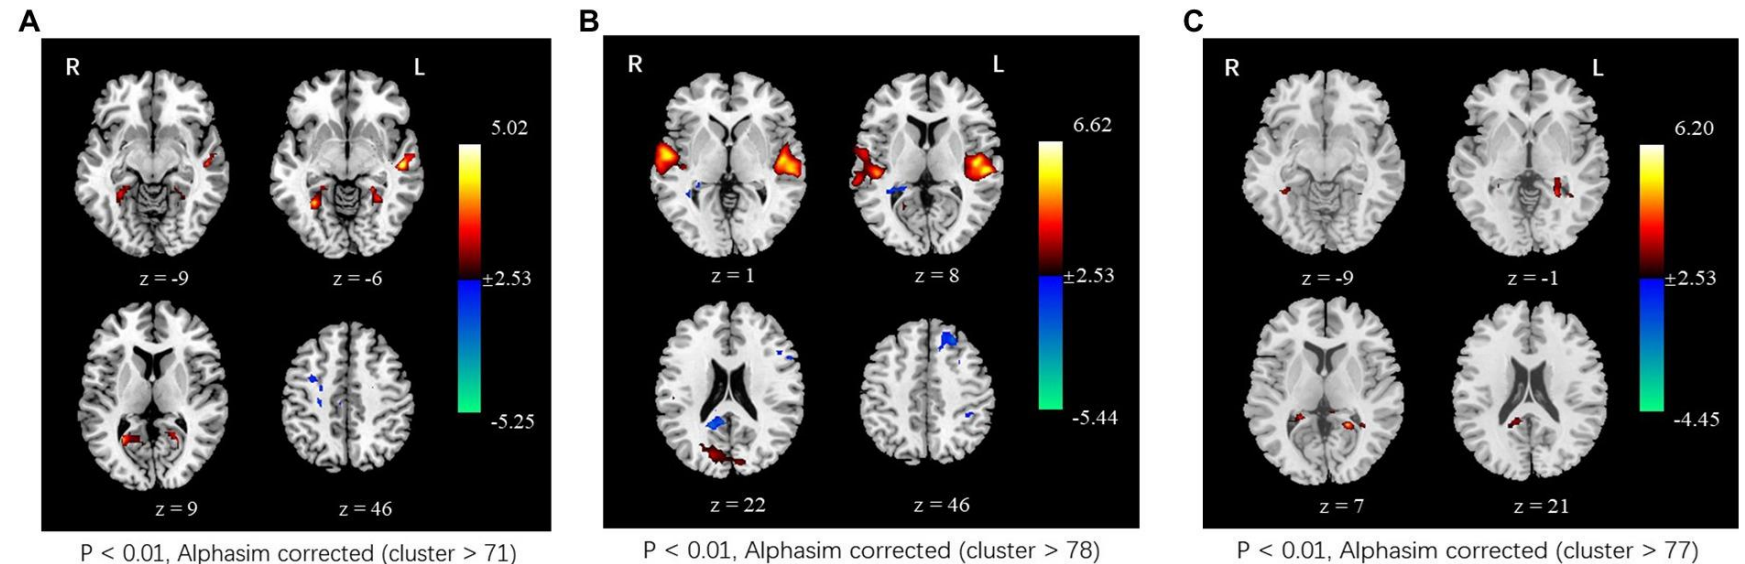 A
R
L
5.02
z = -9
z = -6
±2.53
z = 9
z = 46
-5.25
P < 0.01, Alphasim corrected (cluster > 71)
B
R
L
6.62
z = 1
z = 8
±2.53
z = 22
z = 46
-5.44
P < 0.01, Alphasim corrected (cluster > 78)
C
R
L
6.20
z = -9
z = -1
±2.53
z = 7
z = 21
-4.45
P < 0.01, Alphasim corrected (cluster > 77)